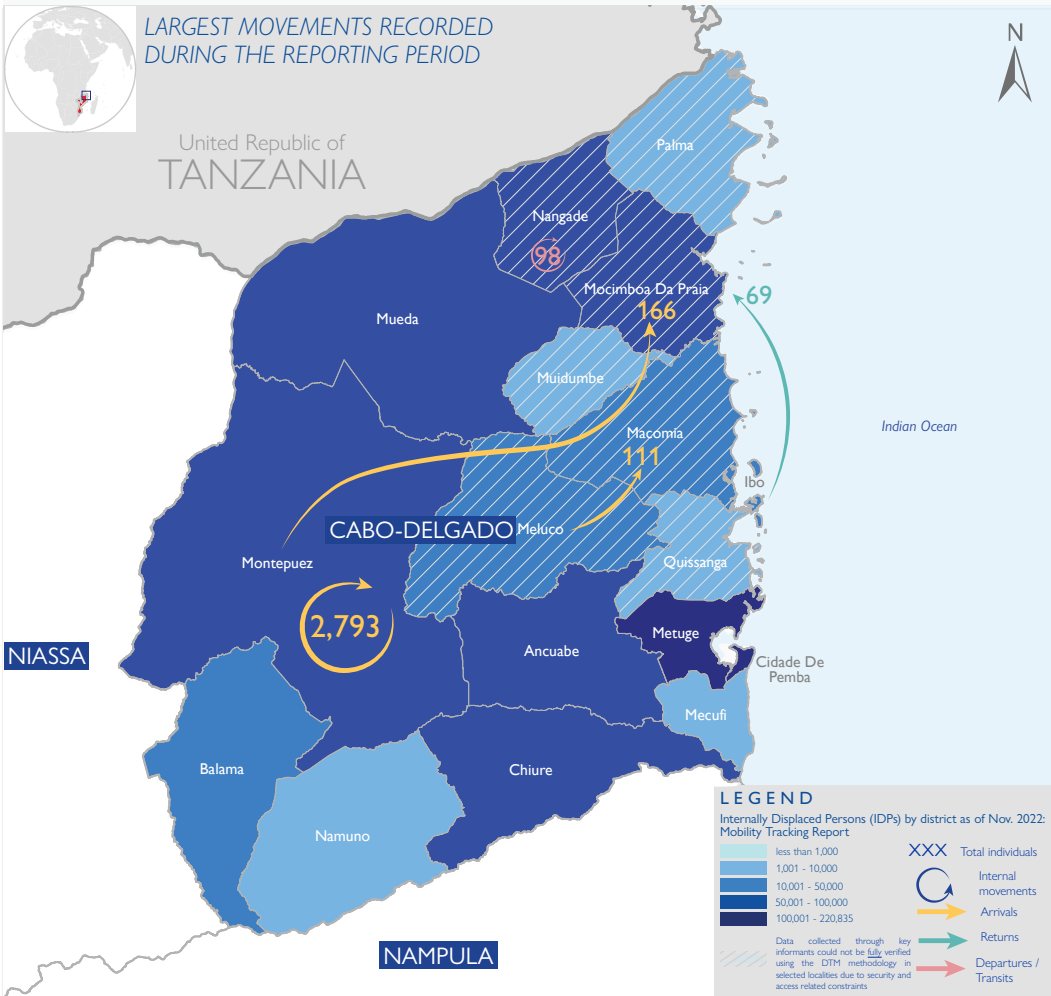 LARGEST MOVEMENTS RECORDED
DURING THE REPORTING PERIOD
N
United Republic of
TANZANIA
Palma
Nangade
98
Mocimboa Da Praia
166
69
Mueda
Muidumbe
Macomia
111
Indian Ocean
Ibo
CABO-DELGADO
Meluco
Montepuez
Quissanga
2,793
Metuge
NIASSA
Ancuabe
Cidade De
Pemba
Mecufi
Balama
Chiure
Namuno
NAMPULA
LEGEND
Internally Displaced Persons (IDPs) by district as of Nov. 2022:
Mobility Tracking Report
less than 1,000
1,001 - 10,000
10,001 - 50,000
50,001 - 100,000
100,001 - 220,835
Data collected through key
informants could not be fully verified
using the DTM methodology in
selected localities due to security and
access related constraints
XXX Total individuals
Internal
movements
Arrivals
Returns
Departures /
Transits